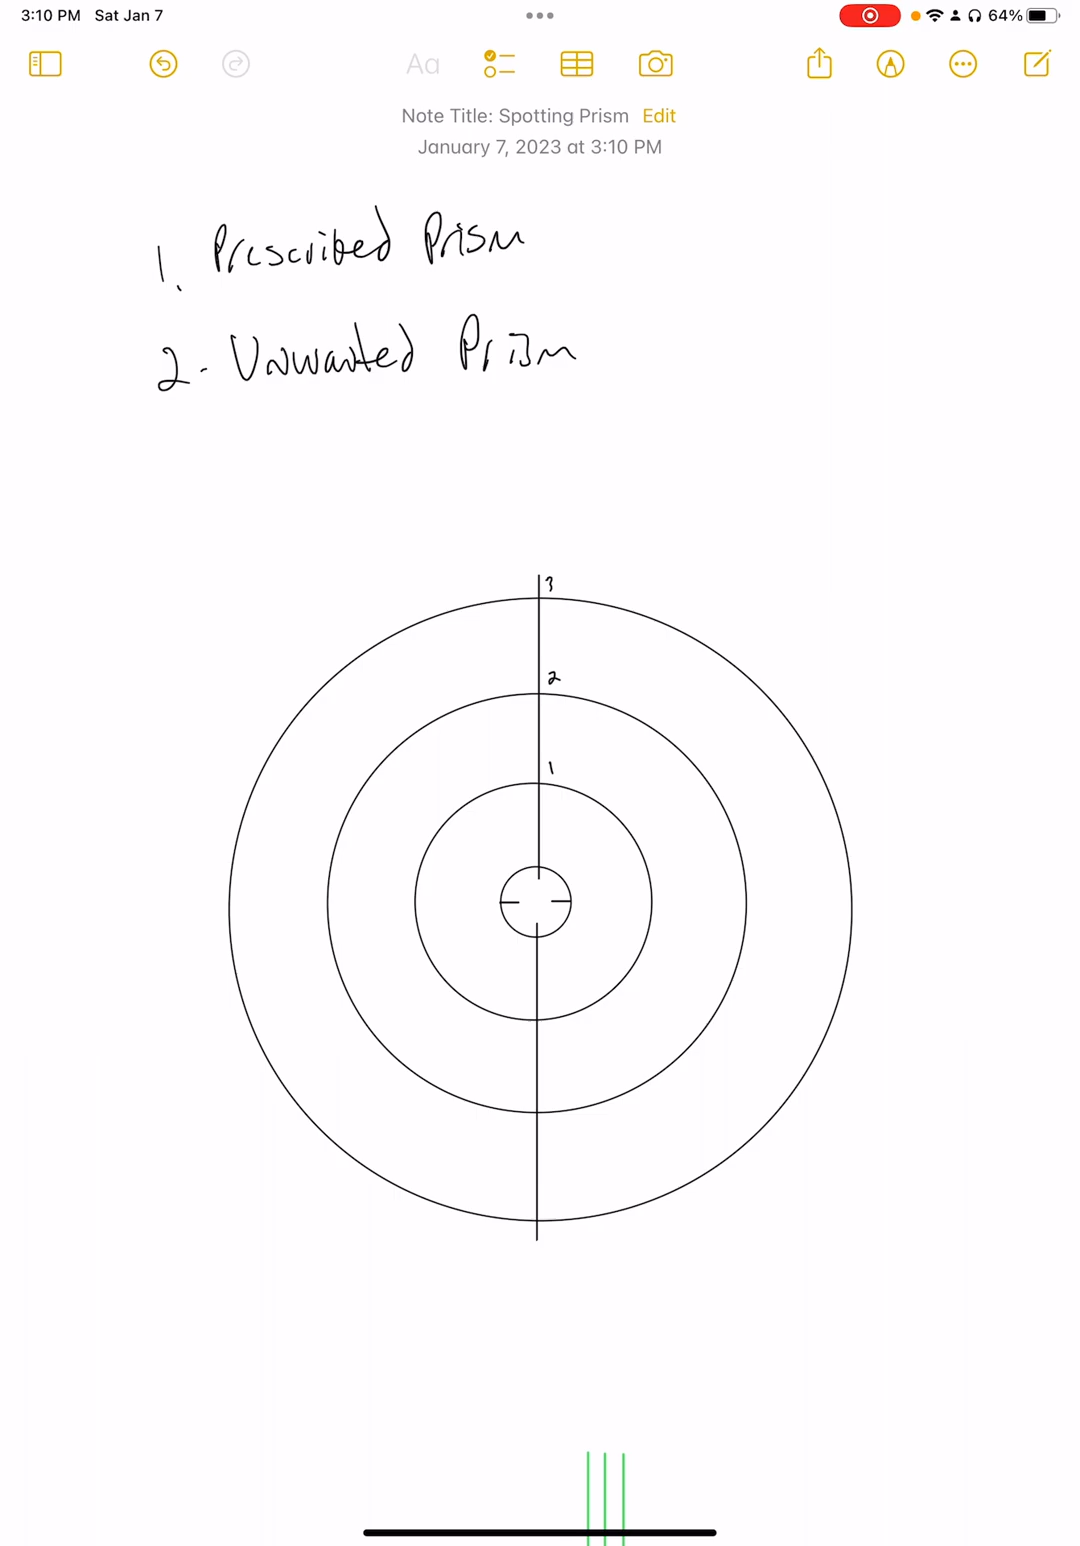 3:10 PM Sat Jan 7 64%
Aa
Note Title: Spotting Prism Edit
January 7, 2023 at 3:10 PM
1. Prescribed Prism
2. Unwanted Prism
3
2
1